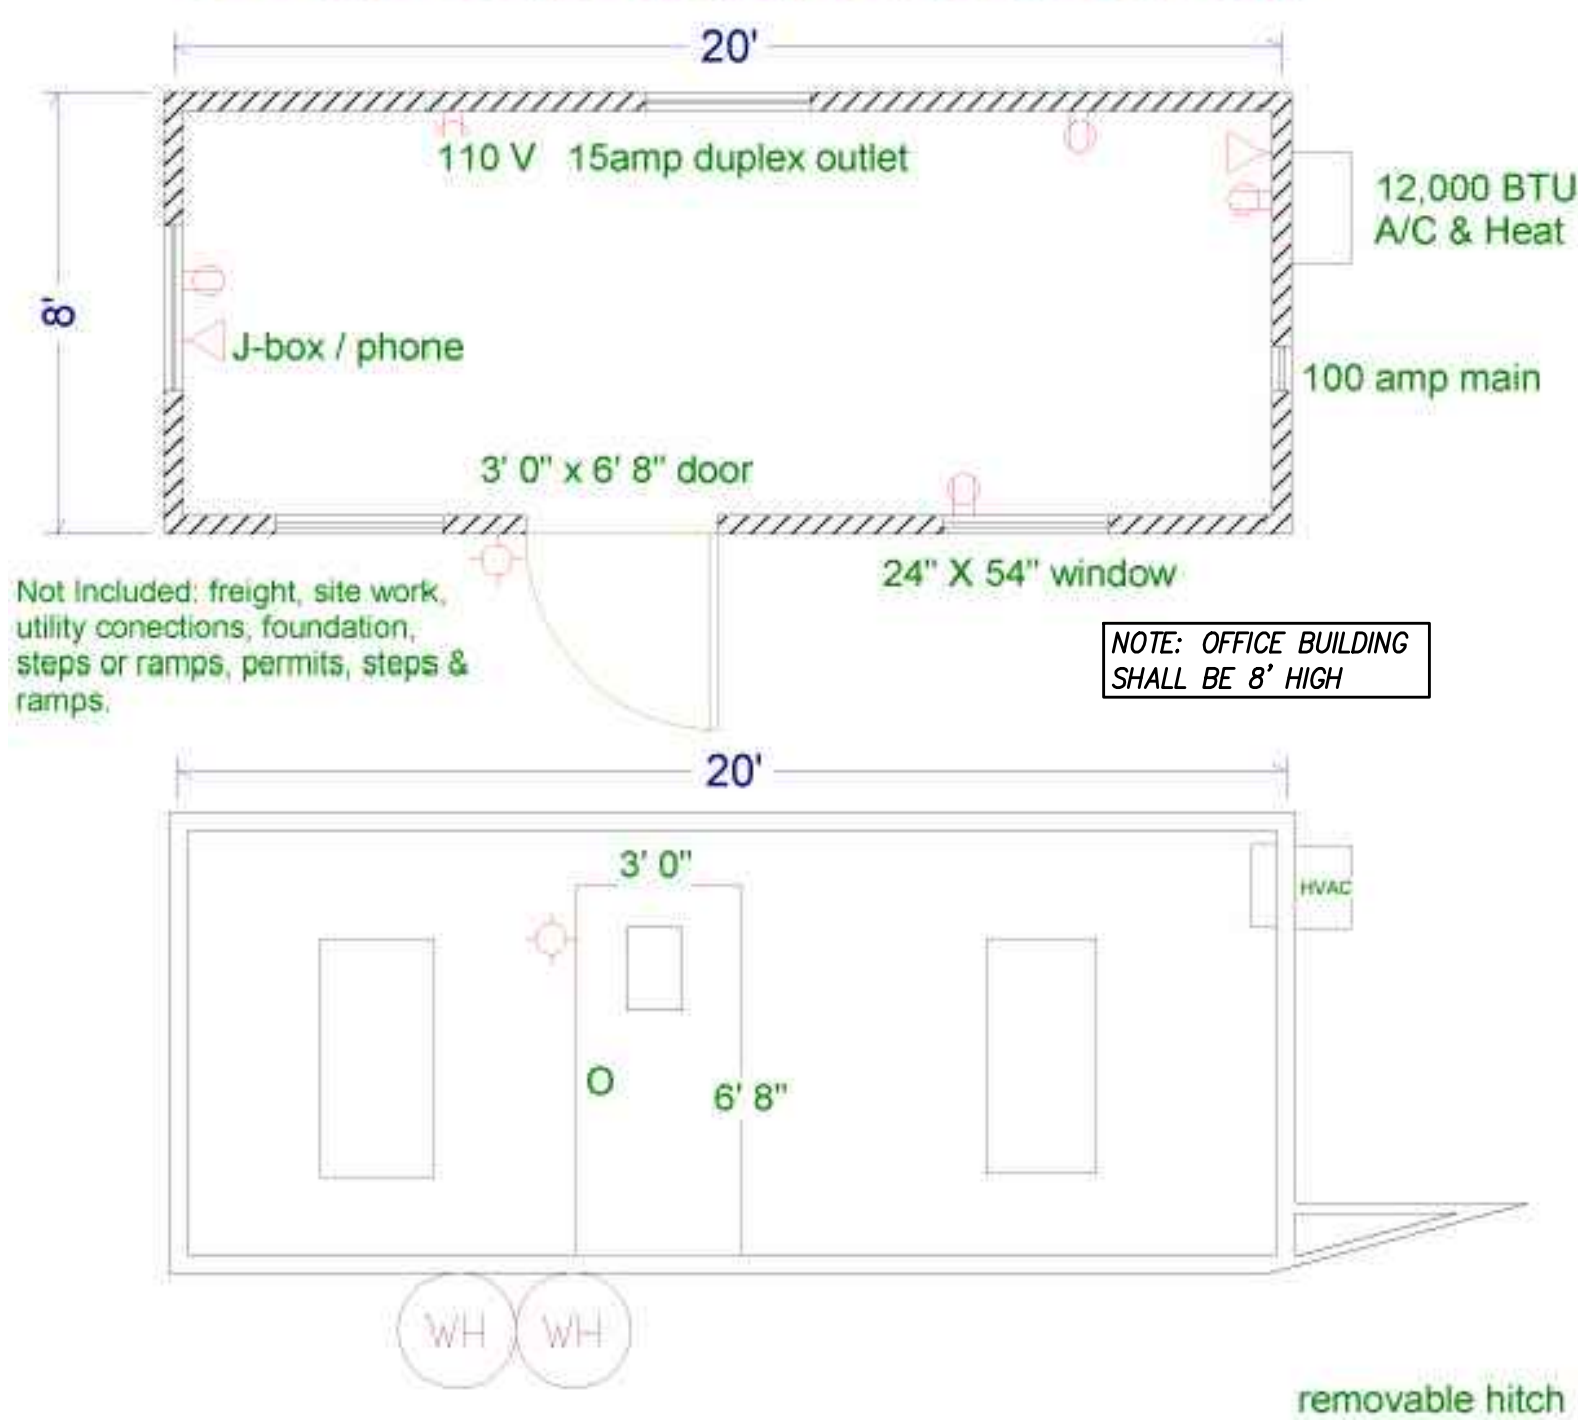 20'
8'
110 V 15amp duplex outlet
12,000 BTU
A/C & Heat
J-box / phone
100 amp main
3' 0" x 6' 8" door
24" X 54" window
Not Included: freight, site work,
utility conections, foundation,
steps or ramps, permits, steps &
ramps.
NOTE: OFFICE BUILDING
SHALL BE 8' HIGH
20'
3' 0"
HVAC
O
6' 8"
WH WH
removable hitch